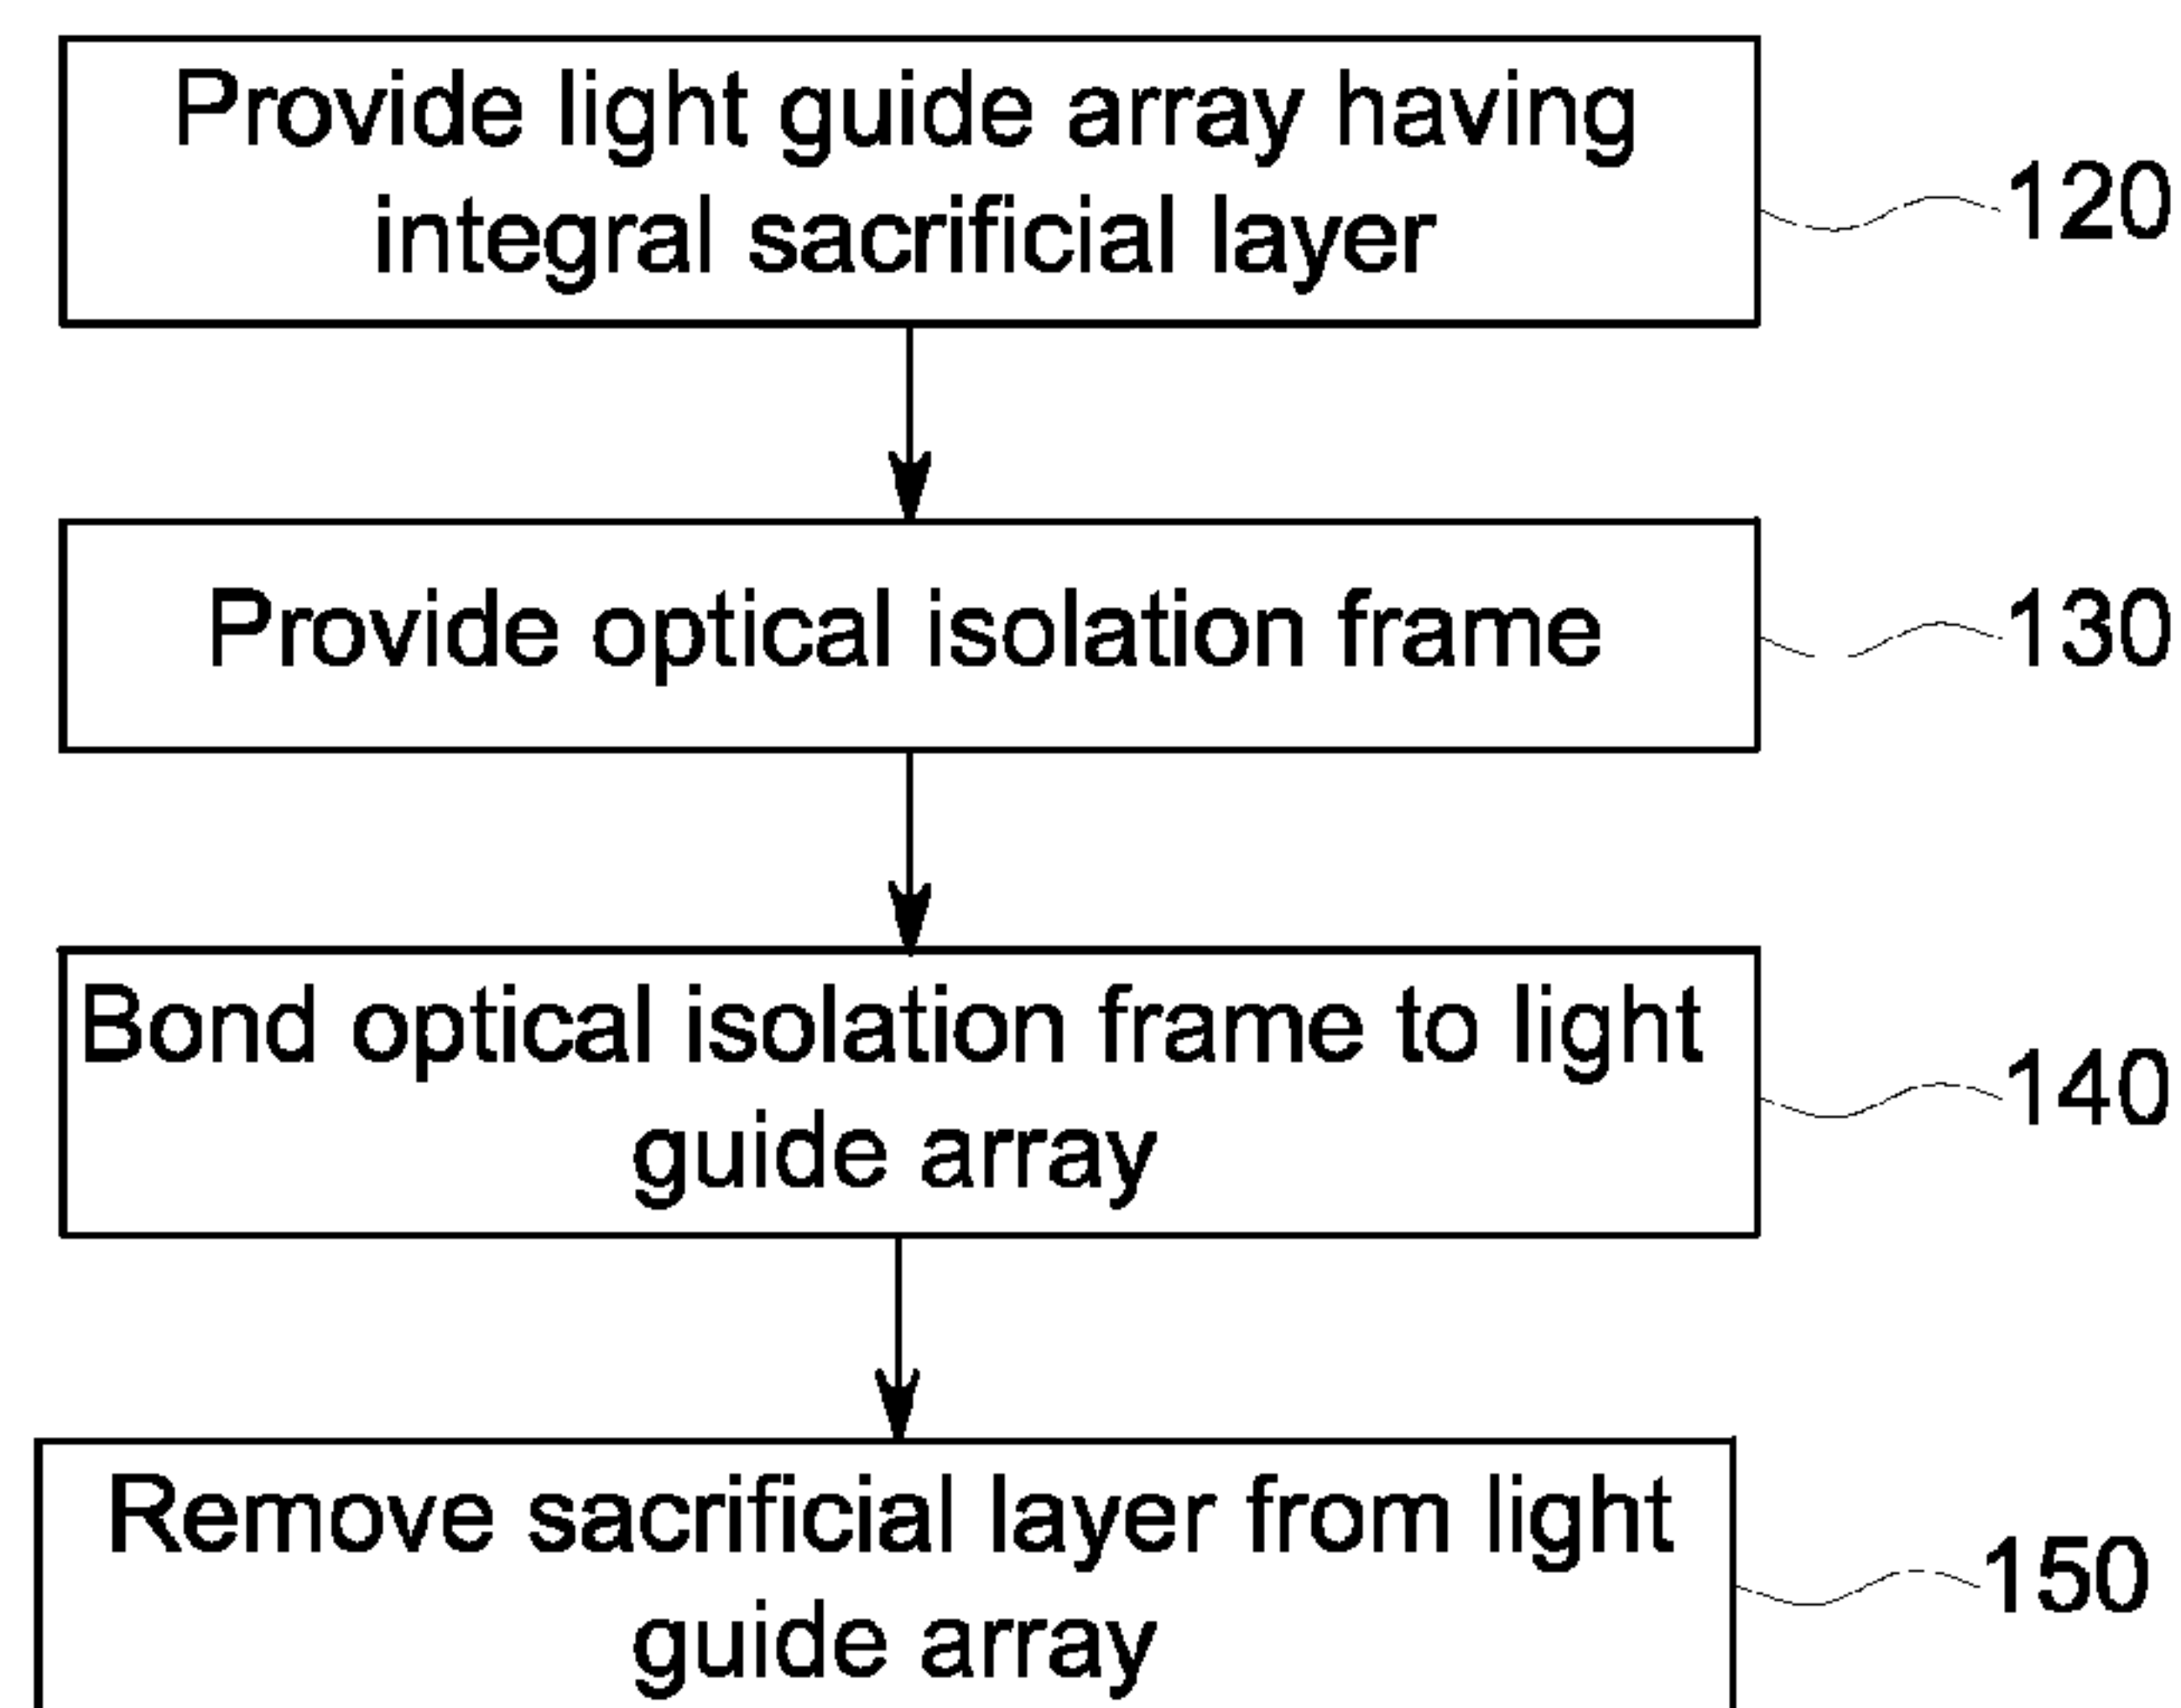 Provide light guide array having
integral sacrificial layer
120
Provide optical isolation frame
130
Bond optical isolation frame to light
guide array
140
Remove sacrificial layer from light
guide array
150